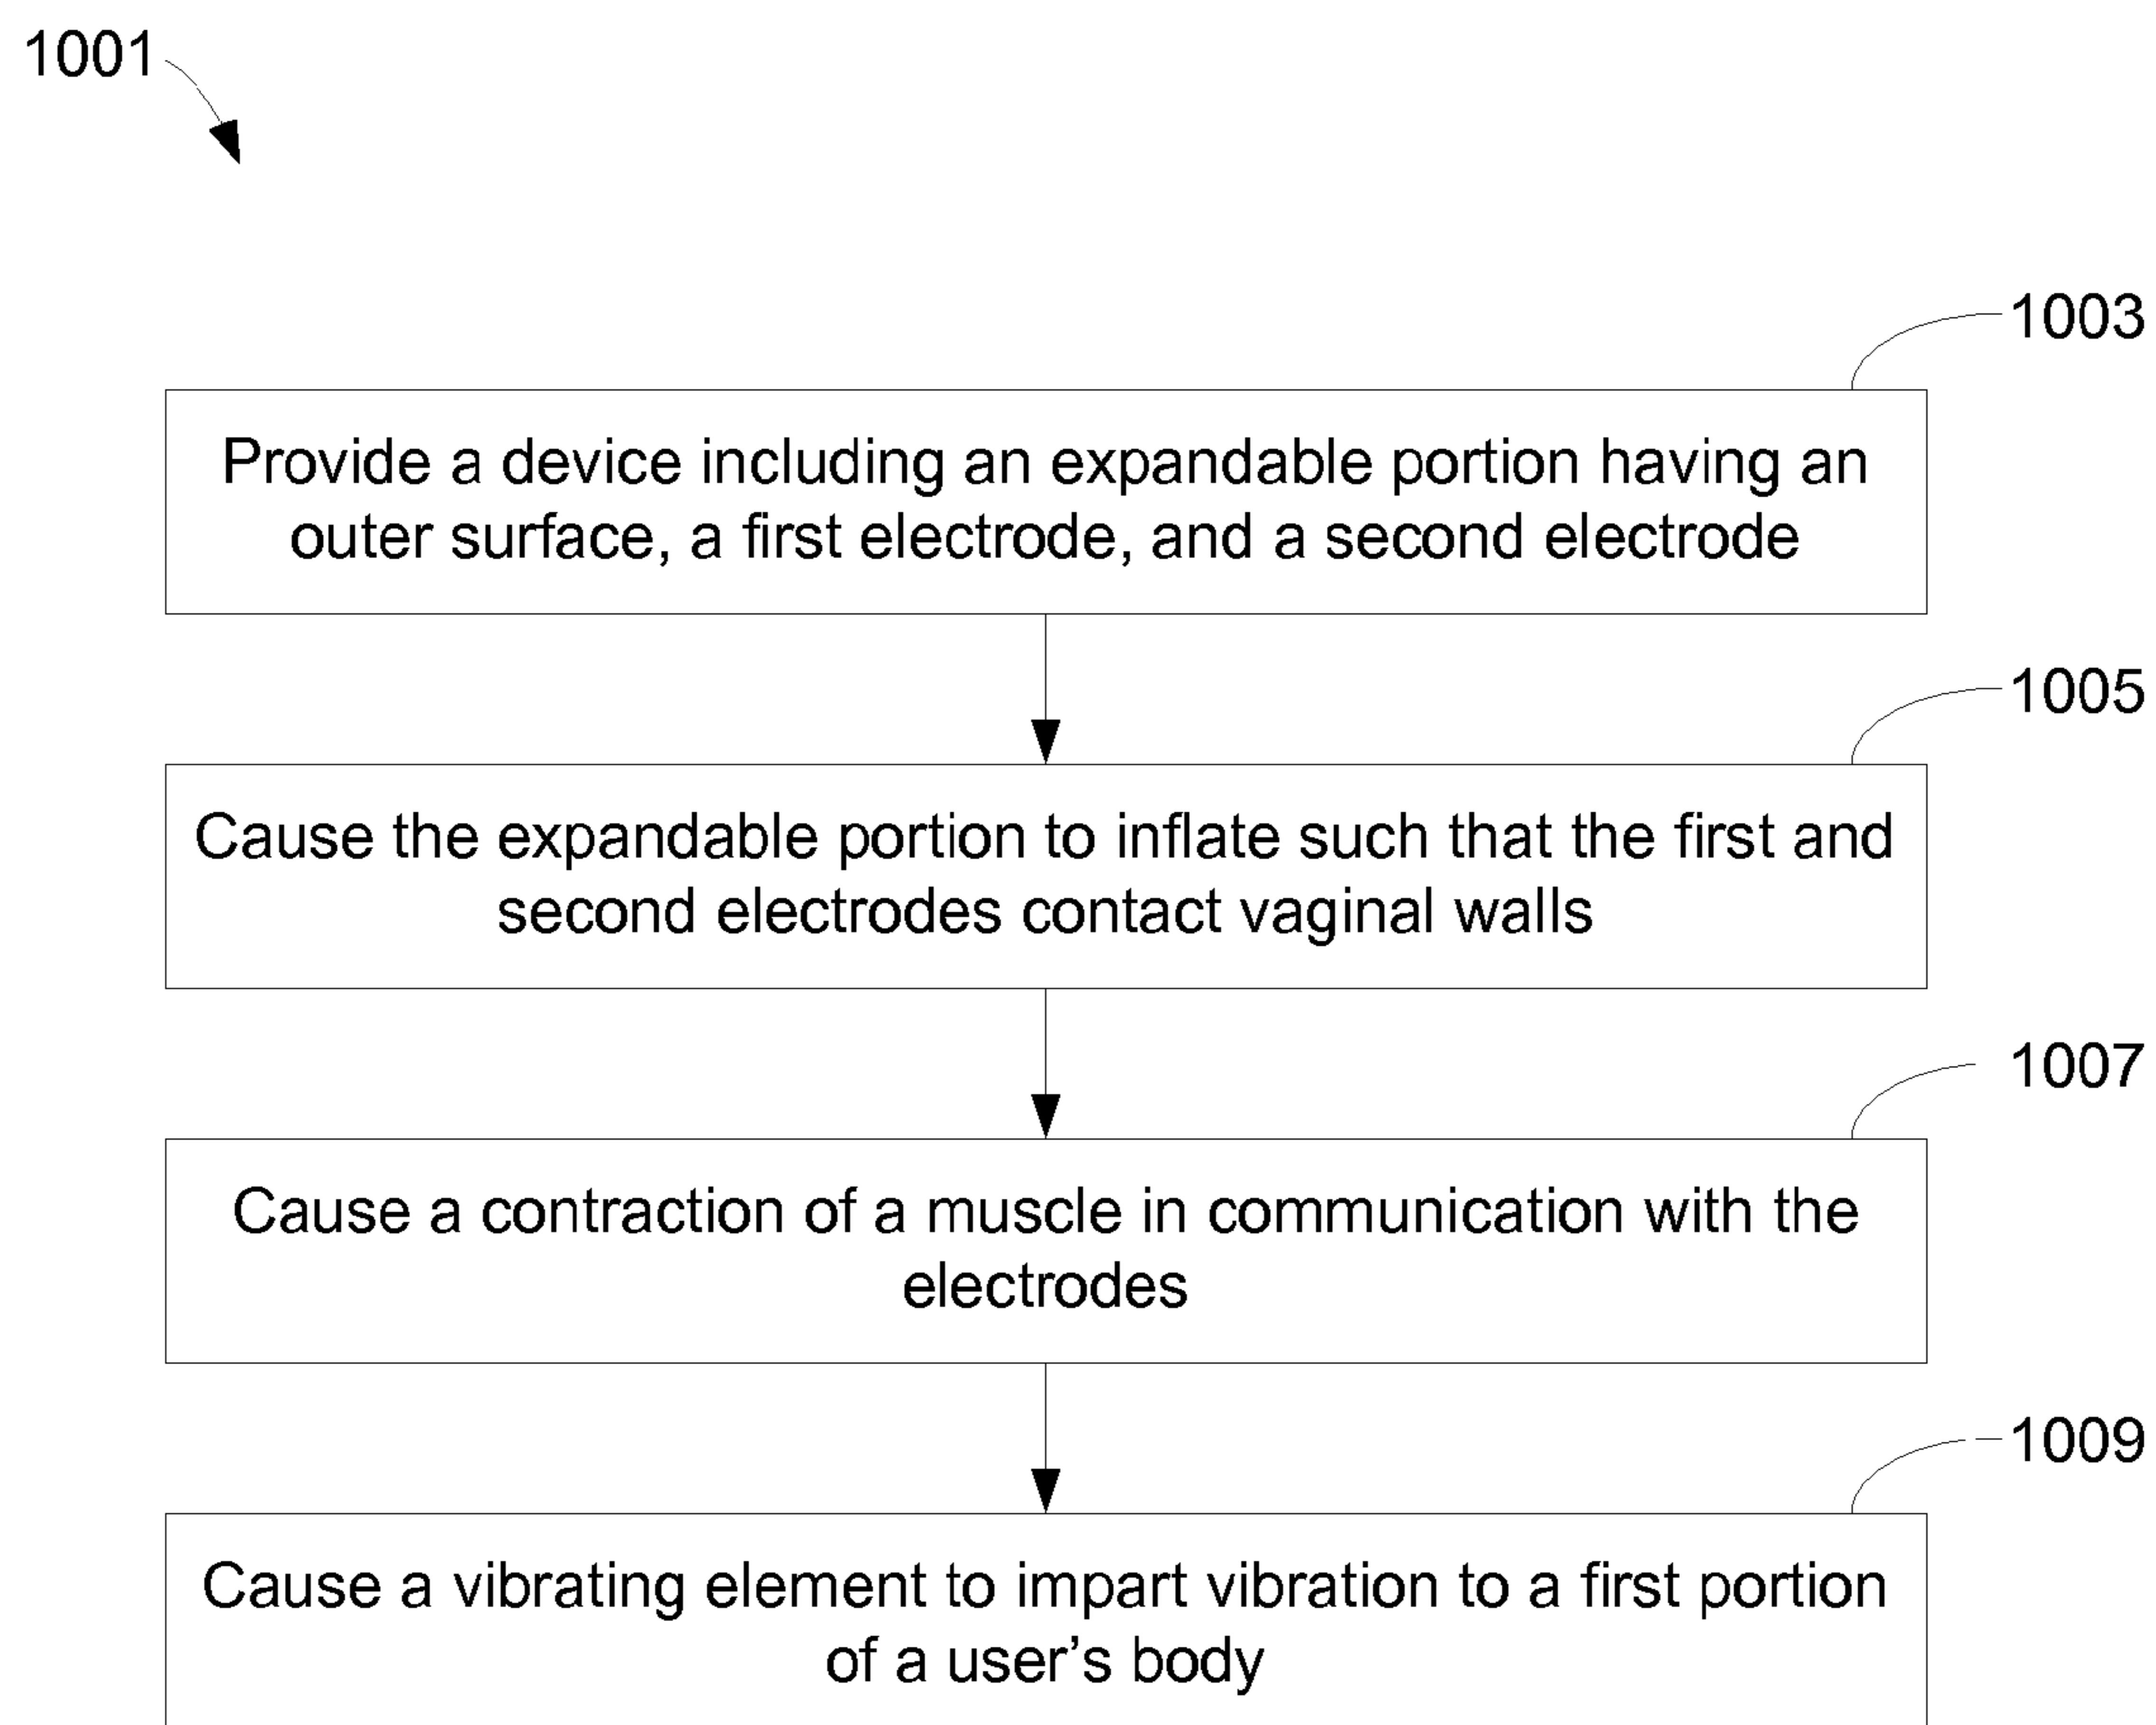 1001
1003
Provide a device including an expandable portion having an
outer surface, a first electrode, and a second electrode
1005
Cause the expandable portion to inflate such that the first and
second electrodes contact vaginal walls
1007
Cause a contraction of a muscle in communication with the
electrodes
1009
Cause a vibrating element to impart vibration to a first portion
of a user's body